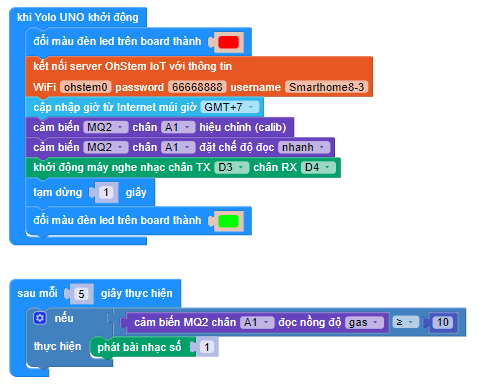 khi Yolo UNO khởi động
đổi màu đèn led trên board thành
kết nối server OhStem IoT với thông tin
WiFi ohstem0 password 66668888 username Smarthome8-3
cập nhập giờ từ Internet múi giờ GMT+7
cảm biến MQ2 chân A1 hiệu chỉnh (calib)
cảm biến MQ2 chân A1 đặt chế độ đọc nhanh
khởi động máy nghe nhạc chân TX D3 chân RX D4
tạm dừng 1 giây
đổi màu đèn led trên board thành
sau mỗi 5 giây thực hiện
nếu cảm biến MQ2 chân A1 đọc nồng độ gas ≥ 10
thực hiện phát bài nhạc số 1